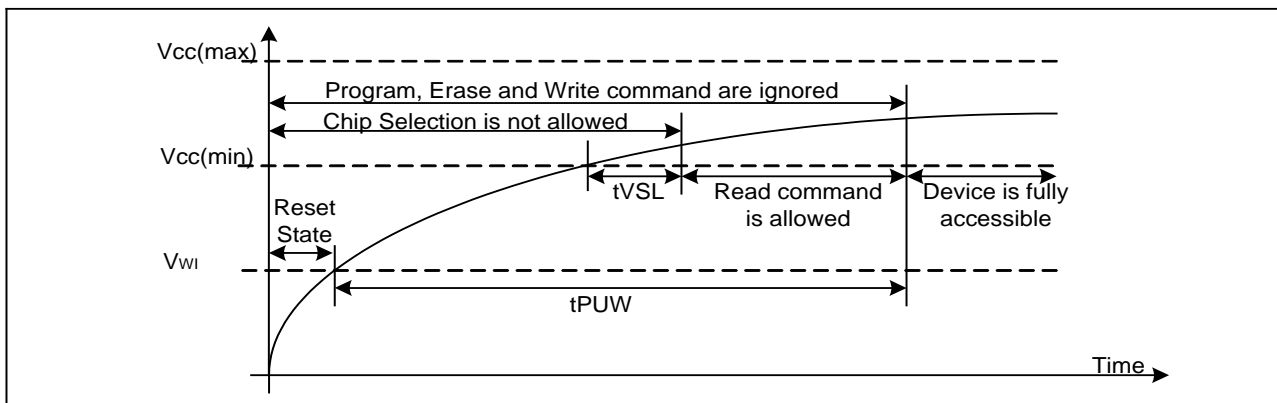 Vcc(max)
Program, Erase and Write command are ignored
Chip Selection is not allowed
Vcc(min)
tVSL
Read command
is allowed
Device is fully
accessible
Reset
State
VWI
tPUW
Time